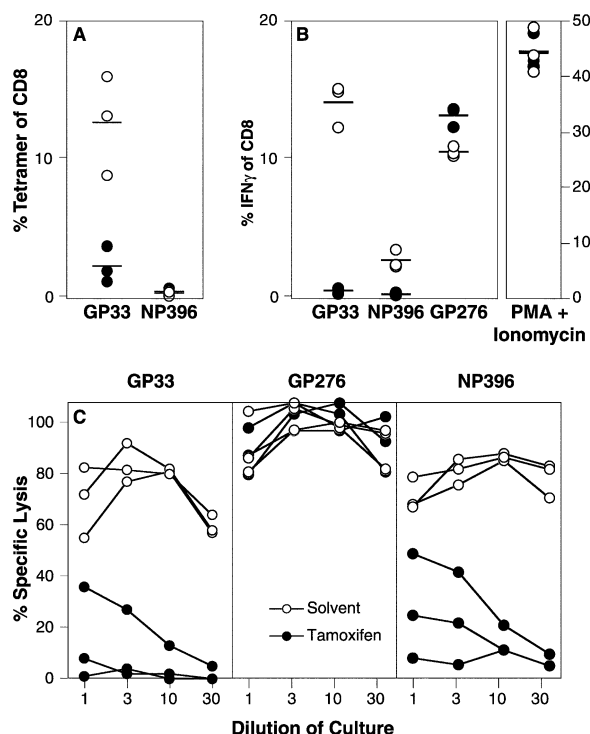 A
% Tetramer of CD8
20
10
0
GP33 NP396
B
% IFNγ of CD8
20
10
0
GP33 NP396 GP276
50
40
30
20
10
0
PMA +
Ionomycin
GP33 GP276 NP396
C
% Specific Lysis
100
80
60
40
20
0
Solvent
Tamoxifen
1 3 10 30 1 3 10 30 1 3 10 30
Dilution of Culture